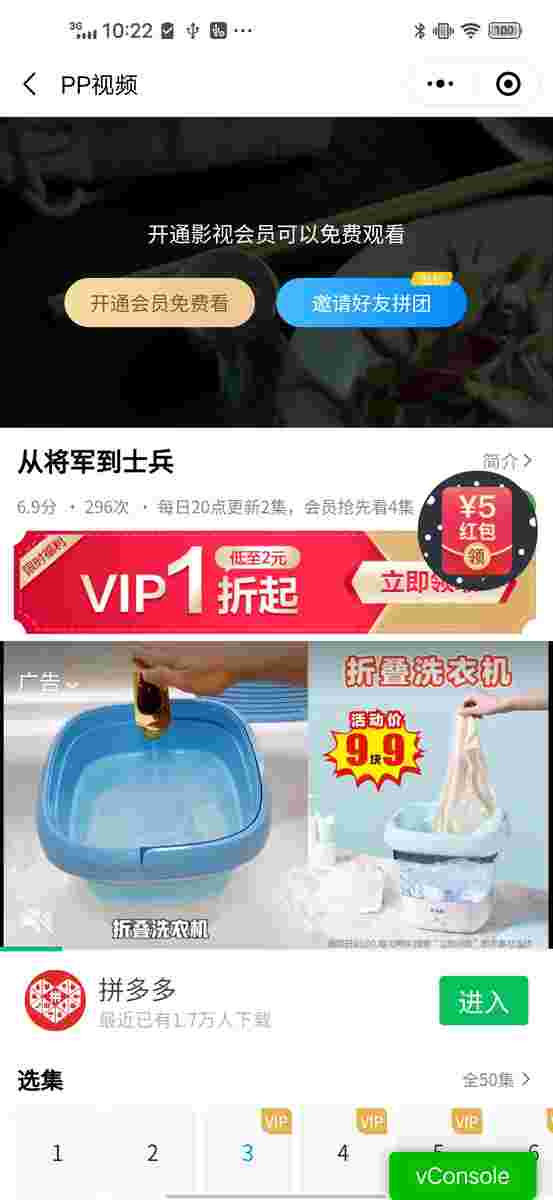 3G 10:22 100
PP视频
开通影视会员可以免费观看
开通会员免费看
邀请好友拼团
从将军到士兵
简介
6.9分 · 296次 · 每日20点更新2集，会员抢先看4集
¥5
红包
领
限时福利
VIP1折起
低至2元
立即领
广告
折叠洗衣机
活动价
9块9
折叠洗衣机
拼多多
最近已有1.7万人下载
进入
选集
全50集
VIP
VIP
VIP
1
2
3
4
5
6
vConsole